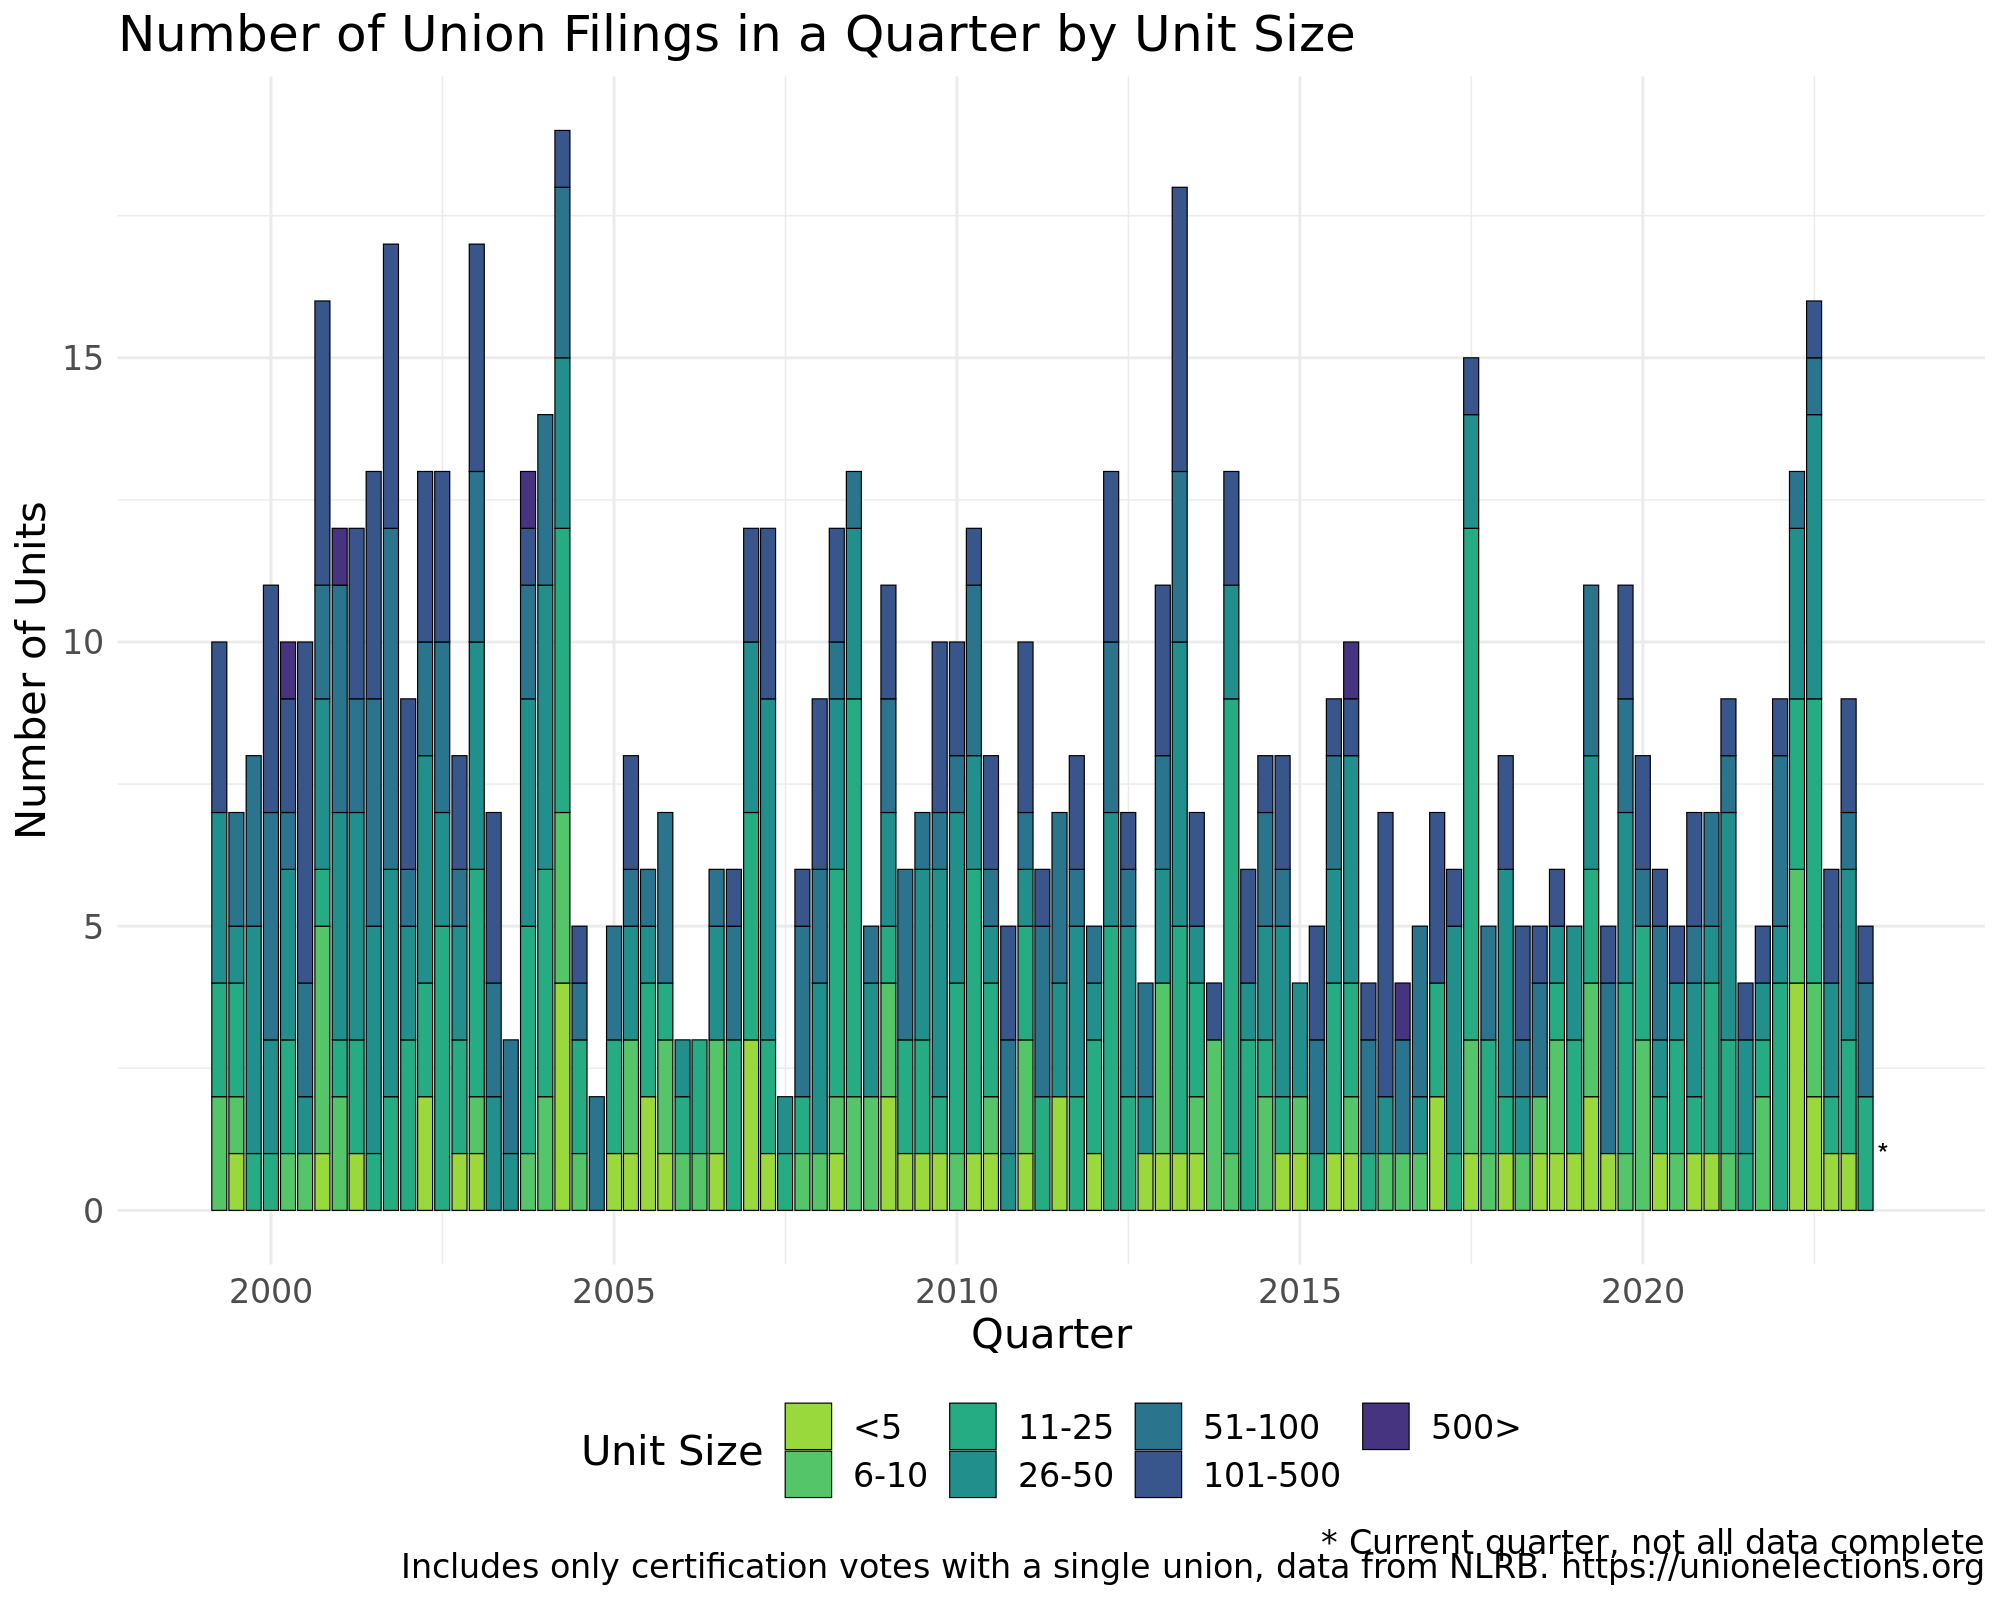 Number of Union Filings in a Quarter by Unit Size
Number of Units
15
10
5
0
*
2000 2005 2010 2015 2020
Quarter
Unit Size
<5 11-25 51-100 500>
6-10 26-50 101-500
* Current quarter, not all data complete
Includes only certification votes with a single union, data from NLRB. https://unionelections.org